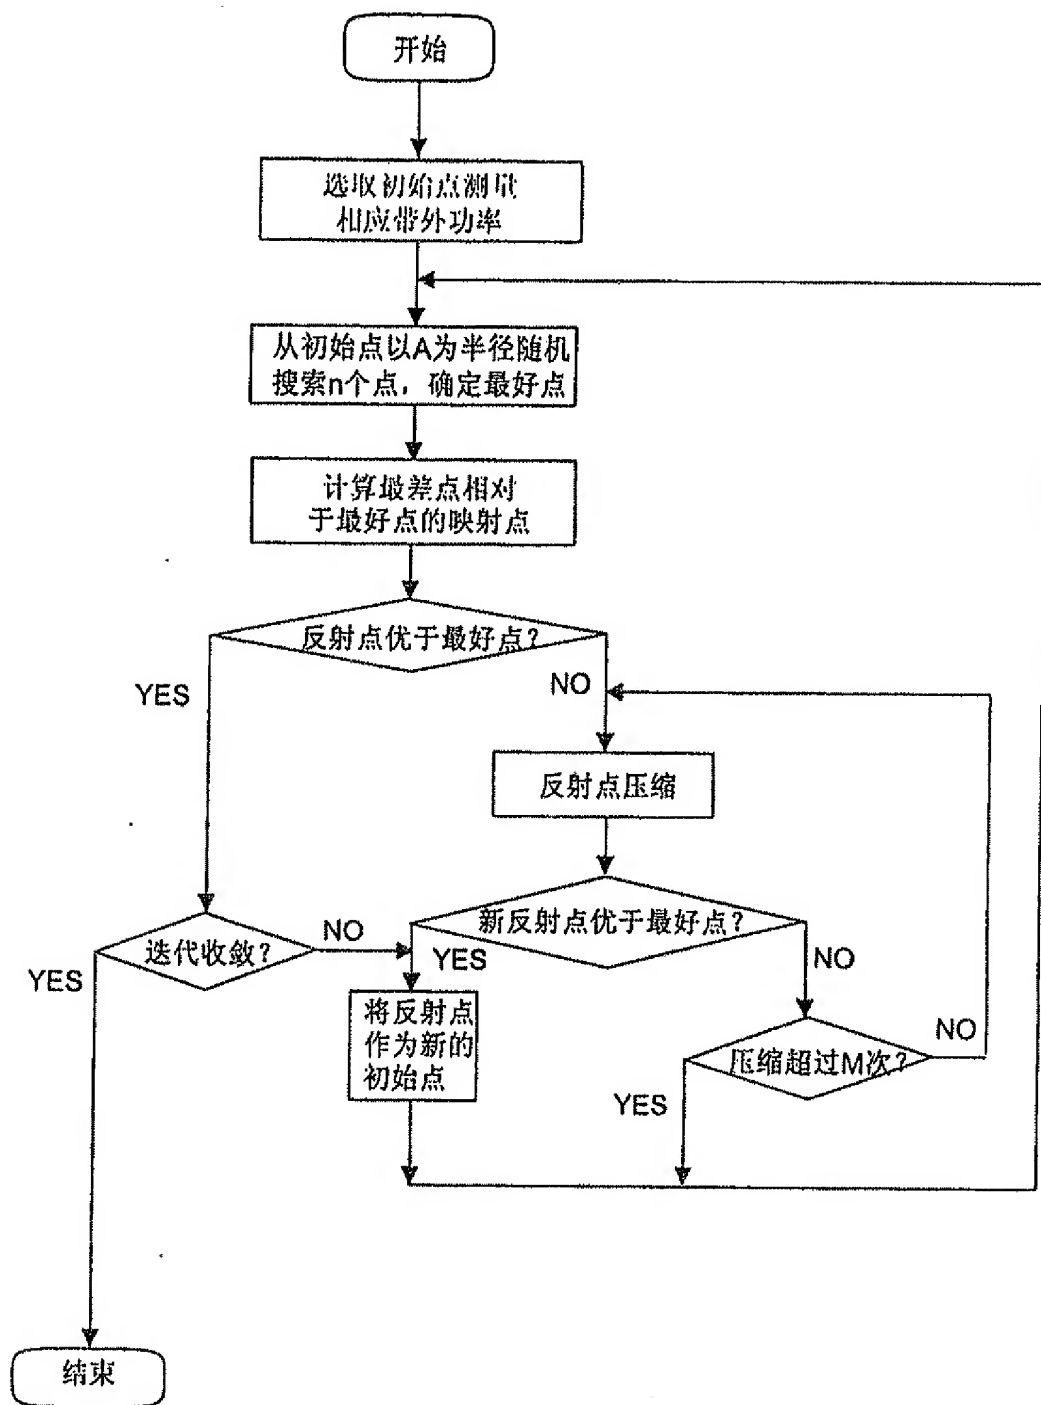 开始
选取初始点测量
相应带外功率
从初始点以A为半径随机
搜索n个点，确定最好点
计算最差点相对
于最好点的映射点
反射点优于最好点？
YES
NO
反射点压缩
新反射点优于最好点？
迭代收敛？
NO
YES
YES
NO
将反射点
作为新的
初始点
压缩超过M次？
NO
YES
结束